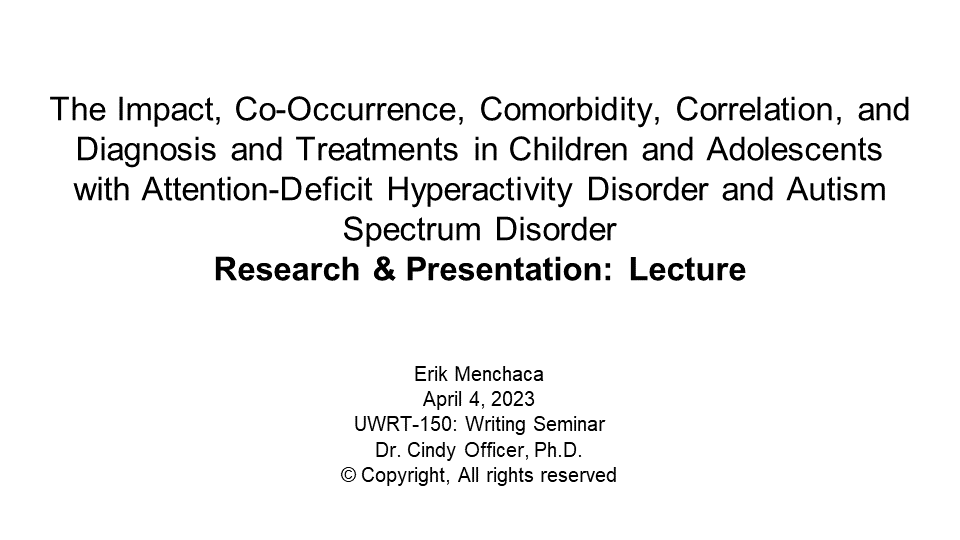 The Impact, Co-Occurrence, Comorbidity, Correlation, and
Diagnosis and Treatments in Children and Adolescents
with Attention-Deficit Hyperactivity Disorder and Autism
Spectrum Disorder
Research & Presentation: Lecture
Erik Menchaca
April 4, 2023
UWRT-150: Writing Seminar
Dr. Cindy Officer, Ph.D.
© Copyright, All rights reserved